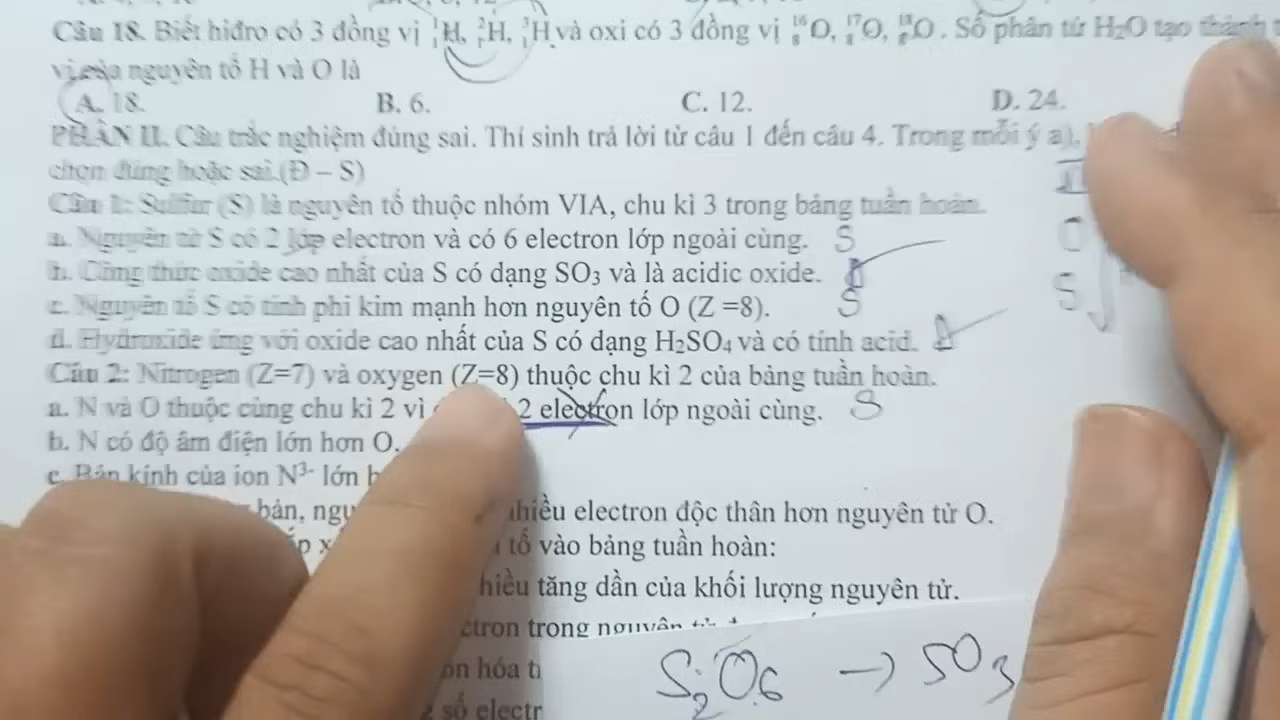 Câu 18. Biết hiđro có 3 đồng vị ¹₁H, ²₁H, ³₁H và oxi có 3 đồng vị ¹⁶₈O, ¹⁷₈O, ¹⁸₈O. Số phân tử H₂O tạo thành
vị của nguyên tố H và O là
A. 18. B. 6. C. 12. D. 24.
PHẦN II. Câu trắc nghiệm đúng sai. Thí sinh trả lời từ câu 1 đến câu 4. Trong mỗi ý a),
chọn đúng hoặc sai.(Đ – S)
Câu 1: Sulfur (S) là nguyên tố thuộc nhóm VIA, chu kì 3 trong bảng tuần hoàn.
a. Nguyên tử S có 2 lớp electron và có 6 electron lớp ngoài cùng. S
b. Công thức oxide cao nhất của S có dạng SO₃ và là acidic oxide. Đ
c. Nguyên tố S có tính phi kim mạnh hơn nguyên tố O (Z =8). S
d. Hydroxide ứng với oxide cao nhất của S có dạng H₂SO₄ và có tính acid. Đ
Câu 2: Nitrogen (Z=7) và oxygen (Z=8) thuộc chu kì 2 của bảng tuần hoàn.
a. N và O thuộc cùng chu kì 2 vì 2 electron lớp ngoài cùng. S
b. N có độ âm điện lớn hơn O.
c. Bán kính của ion N³⁻ lớn
bản, nhiều electron độc thân hơn nguyên tử O.
tố vào bảng tuần hoàn:
hiều tăng dần của khối lượng nguyên tử.
ctron trong nguyên
S₂O₆ → SO₃
hóa
số electr